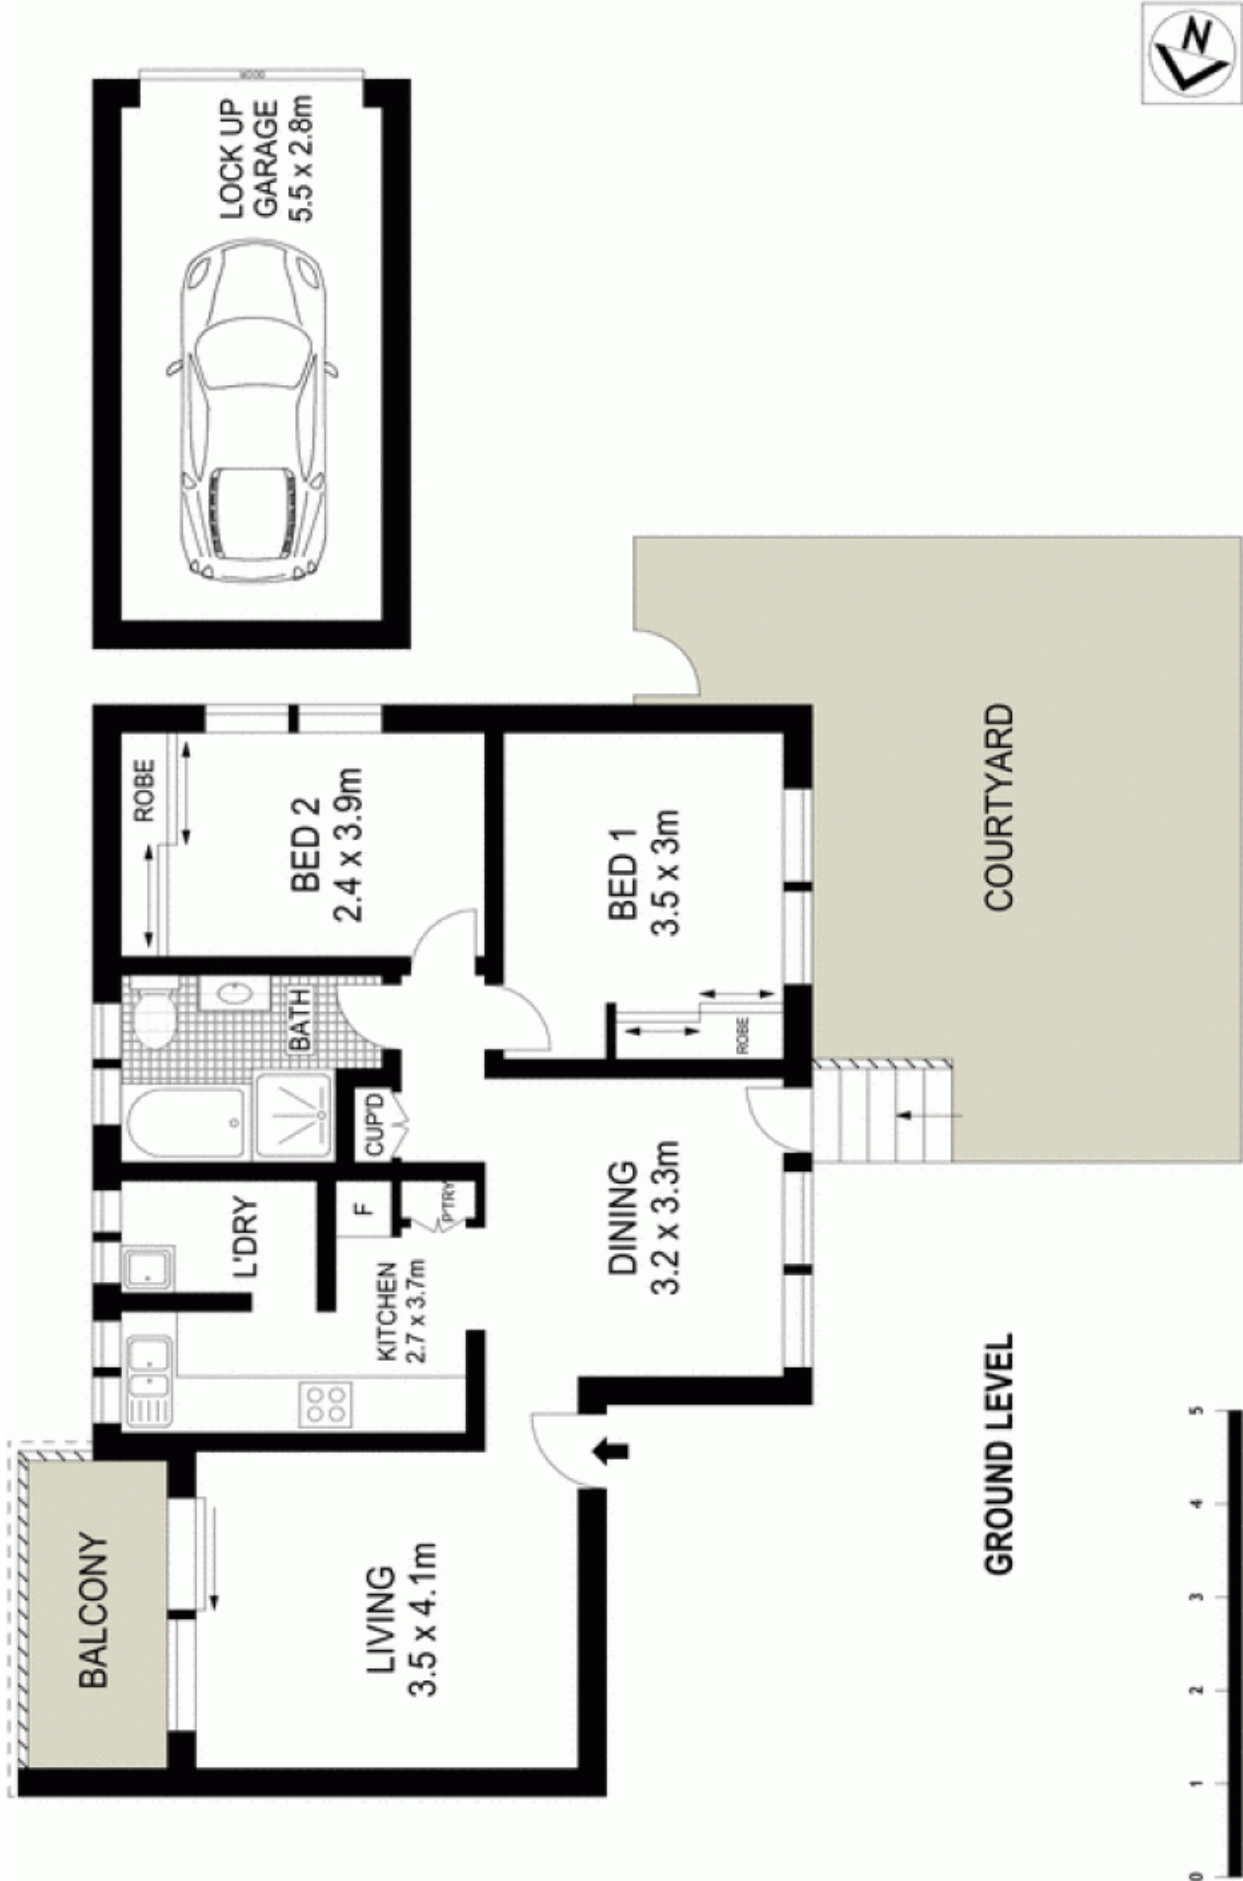 N
WOOD
LOCK UP
GARAGE
5.5 x 2.8m
ROBE
BED 2
2.4 x 3.9m
BED 1
3.5 x 3m
ROBE
COURTYARD
BATH
CUP'D
L'DRY
F
P'TRY
KITCHEN
2.7 x 3.7m
DINING
3.2 x 3.3m
BALCONY
LIVING
3.5 x 4.1m
GROUND LEVEL
0 1 2 3 4 5